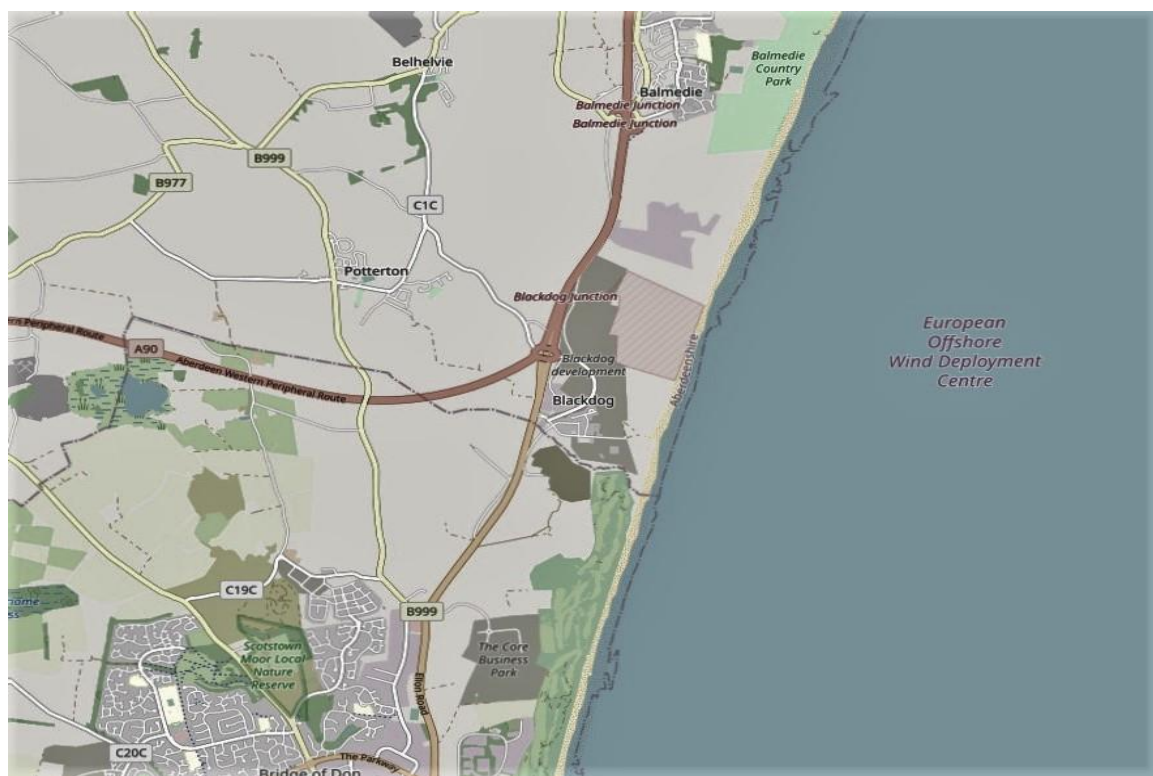 Belhelvie
Balmedie
Country
Park
Balmedie
Balmedie Junction
Balmedie Junction
B999
B977
C1C
Potterton
Blackdog Junction
European
Offshore
Wind Deployment
Centre
Peripheral Route
A90
Aberdeen Western Peripheral Route
Blackdog
development
Aberdeenshire
Blackdog
C19C
B999
Scotstown
Moor Local
Nature
Reserve
The Core
Business
Park
Ellon Road
C20C
The Parkway
Bridge of Don